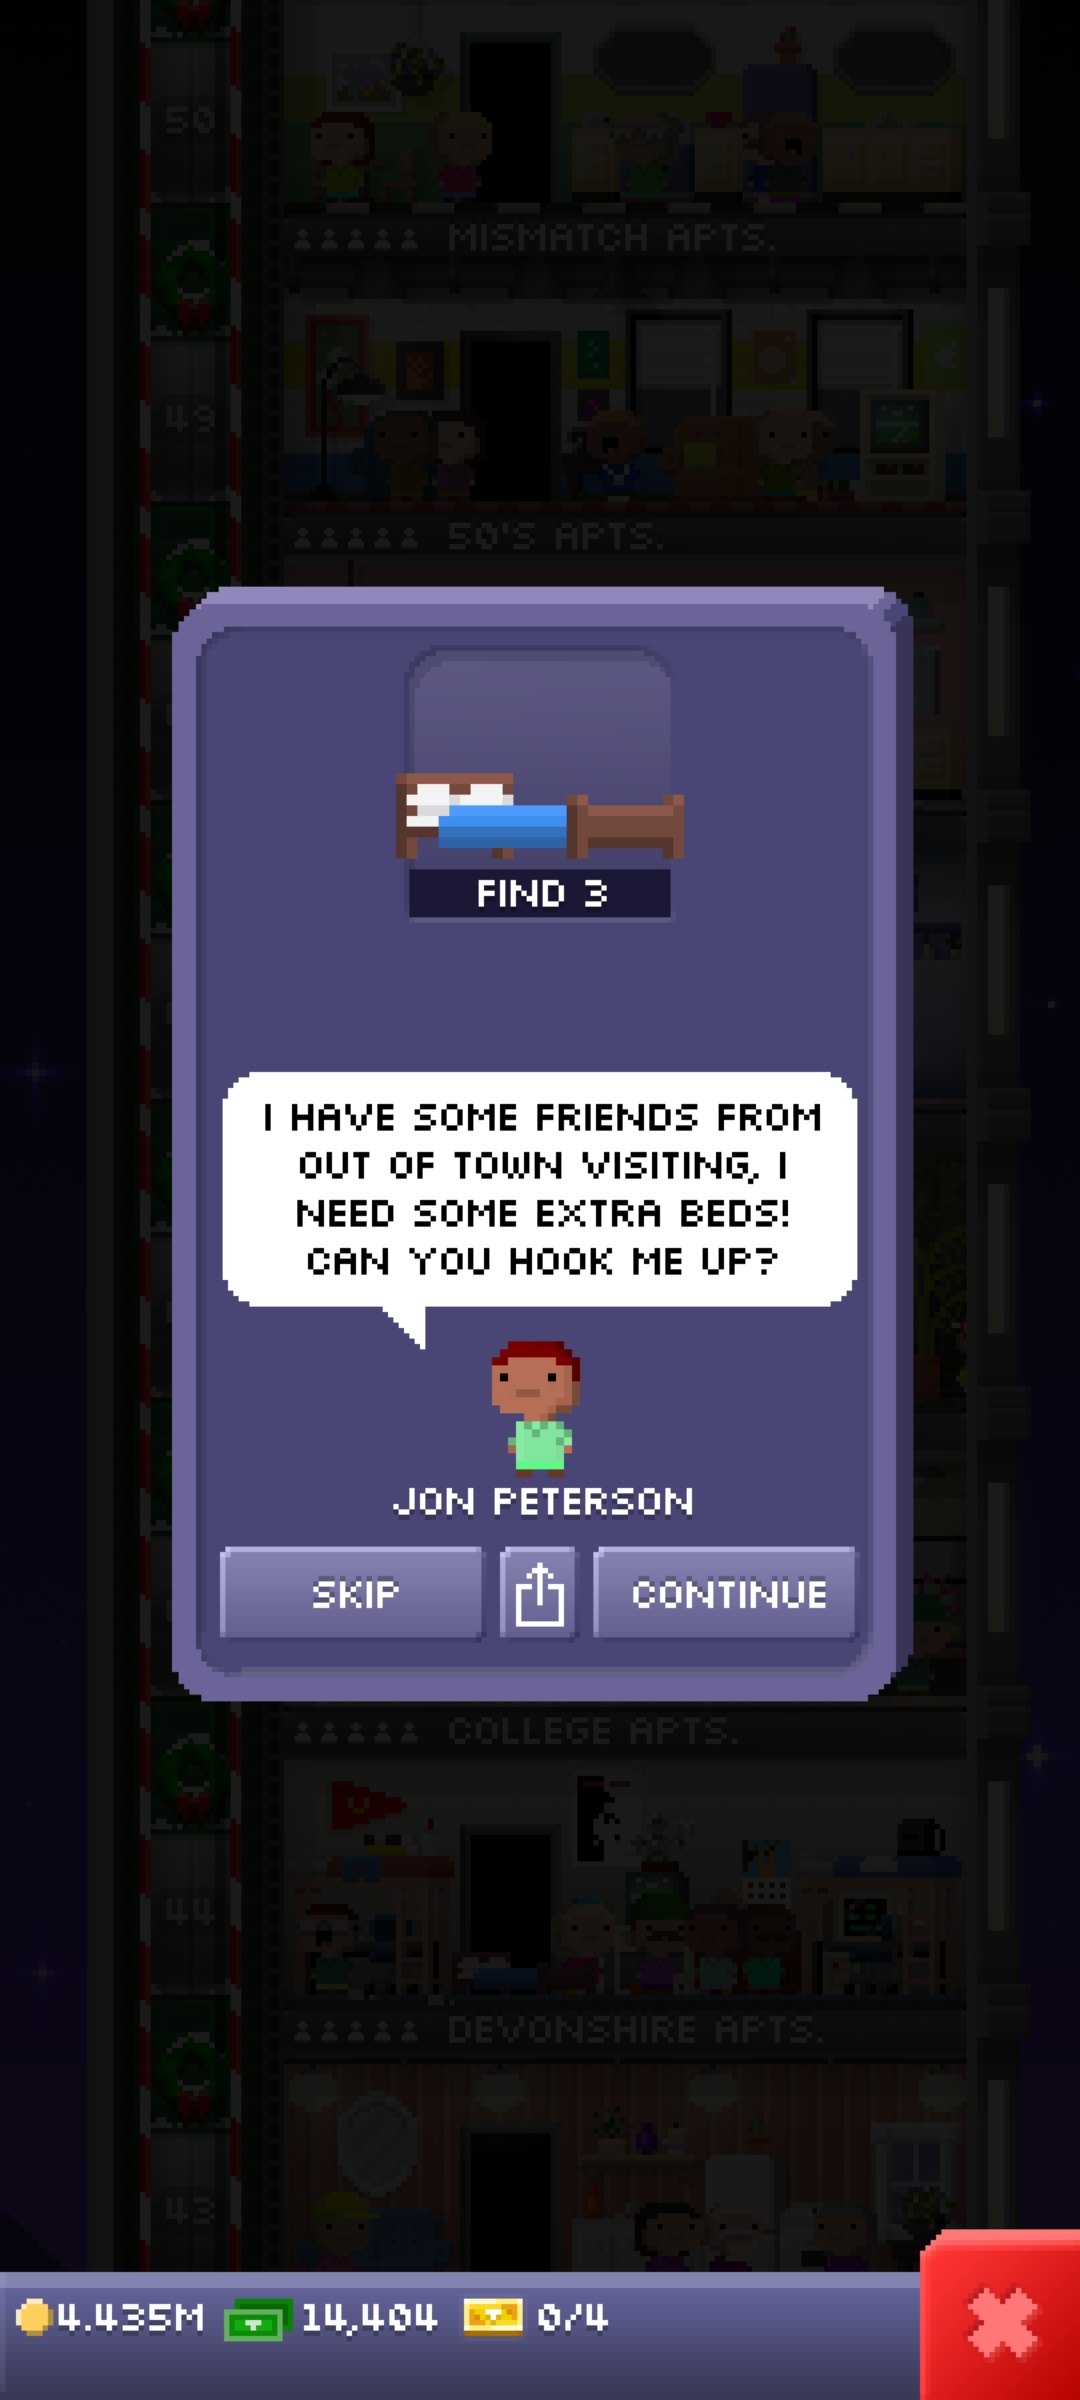 50
MISMATCH APTS.
49
50'S APTS.
FIND 3
I HAVE SOME FRIENDS FROM
OUT OF TOWN VISITING, I
NEED SOME EXTRA BEDS!
CAN YOU HOOK ME UP?
JON PETERSON
SKIP
CONTINUE
COLLEGE APTS.
44
DEVONSHIRE APTS.
43
4.435M
14,404
0/4